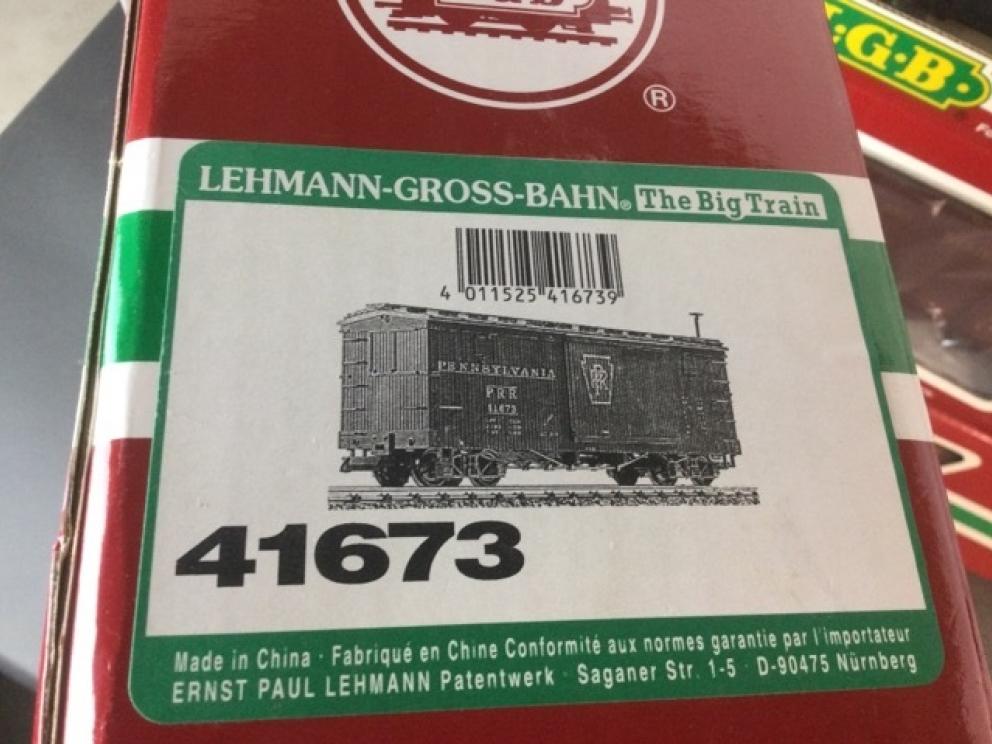 ®
L·G·B
LEHMANN-GROSS-BAHN® The Big Train
4 011525 416739
PENNSYLVANIA
PRR
41673
PRR
41673
Made in China · Fabriqué en Chine Conformité aux normes garantie par l'importateur
ERNST PAUL LEHMANN Patentwerk · Saganer Str. 1-5 · D-90475 Nürnberg